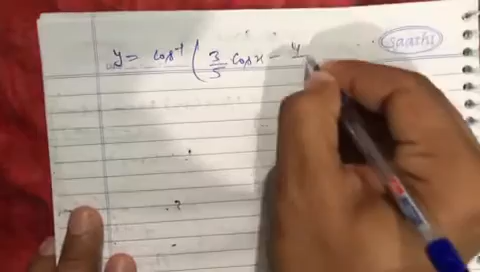 y = cos⁻¹ ( 3/5 cos x - 4
Saathi